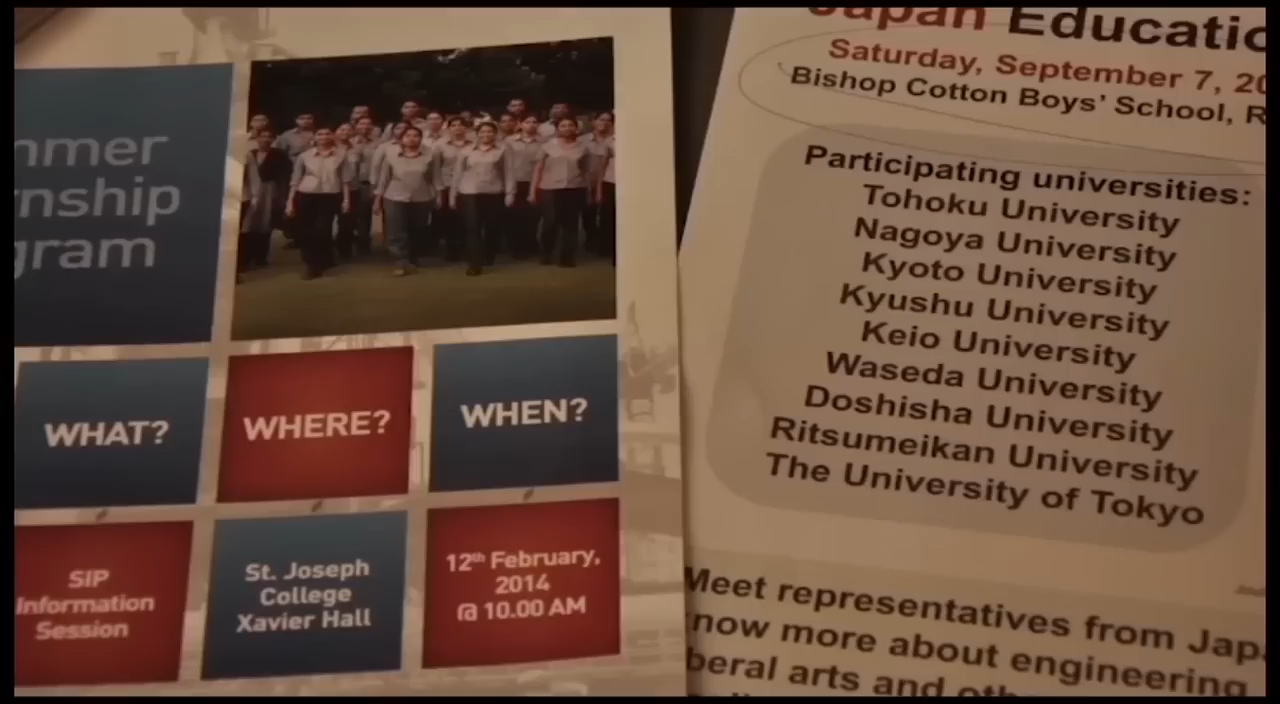 mmer
rnship
gram
WHAT?
WHERE?
WHEN?
SIP
Information
Session
St. Joseph
College
Xavier Hall
12th February,
2014
@ 10.00 AM
Japan Educatio
Saturday, September 7, 20
Bishop Cotton Boys' School, R
Participating universities:
Tohoku University
Nagoya University
Kyoto University
Kyushu University
Keio University
Waseda University
Doshisha University
Ritsumeikan University
The University of Tokyo
Meet representatives from Jap
now more about engineering
beral arts and oth